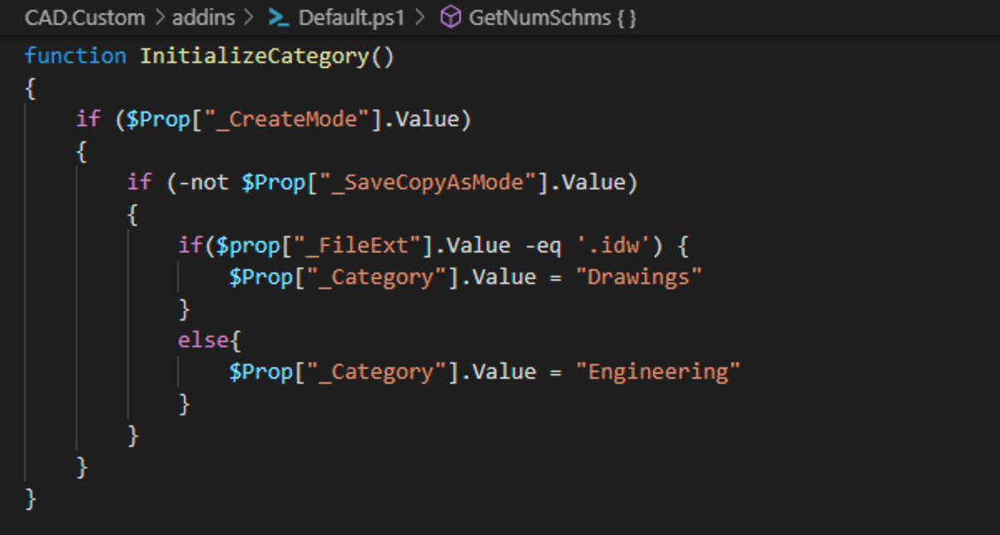 CAD.Custom > addins > Default.ps1 > GetNumSchms { }
function InitializeCategory()
{
    if ($Prop["_CreateMode"].Value)
    {
        if (-not $Prop["_SaveCopyAsMode"].Value)
        {
            if($prop["_FileExt"].Value -eq '.idw') {
                $Prop["_Category"].Value = "Drawings"
            }
            else{
                $Prop["_Category"].Value = "Engineering"
            }
        }
    }
}